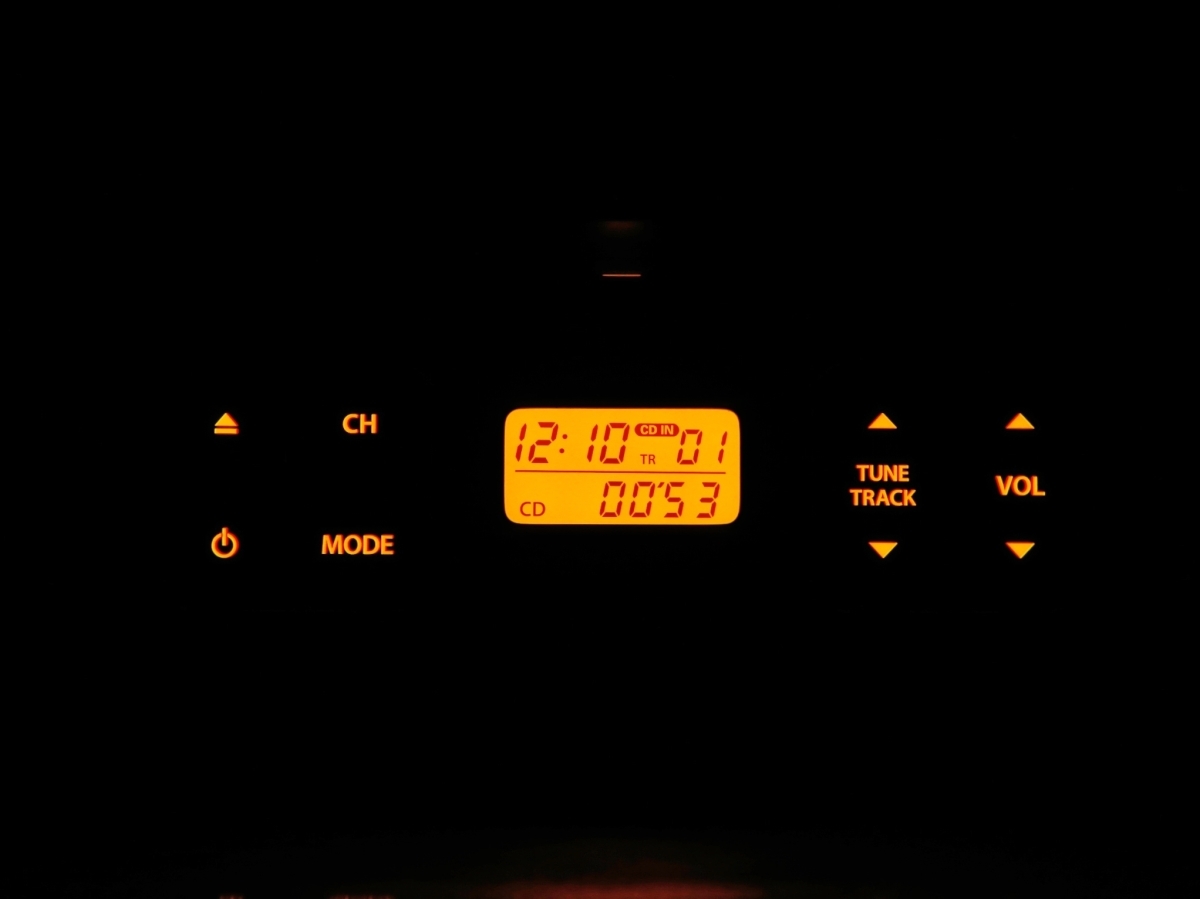 CH
MODE
12:10 CD IN TR 01
CD 00'53
TUNE
TRACK
VOL